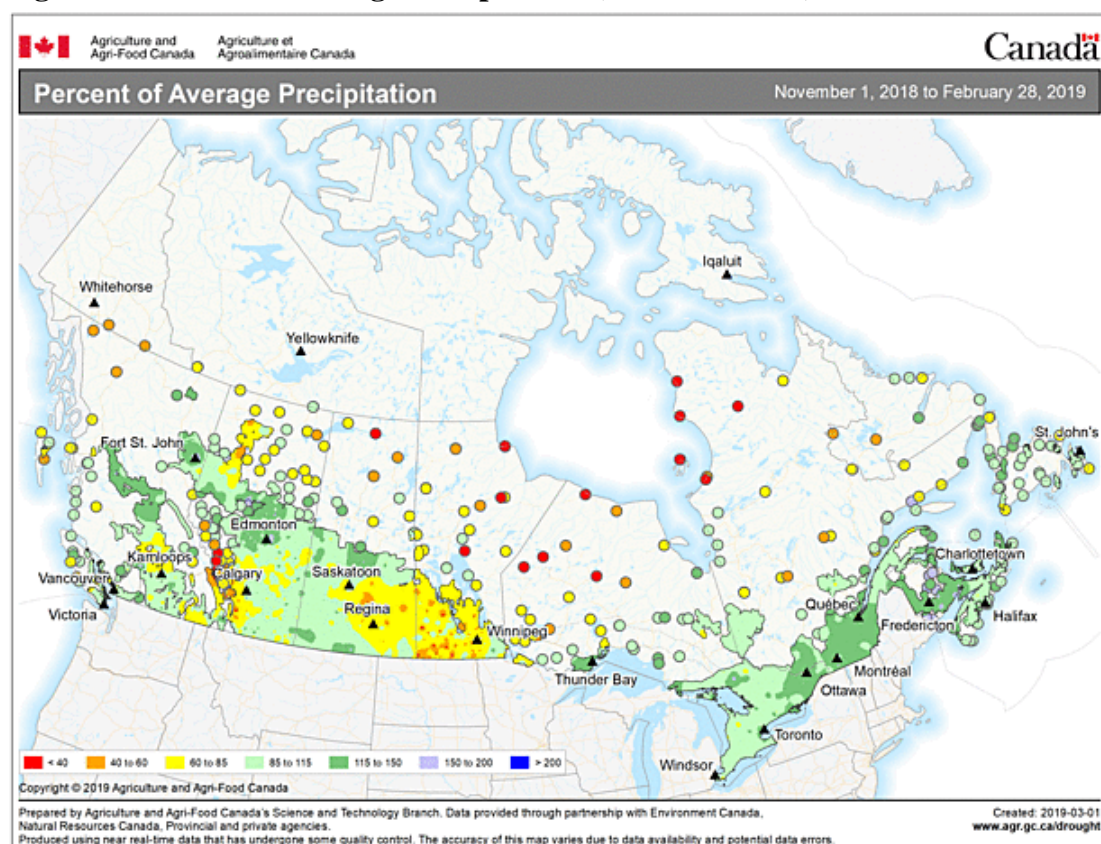 Agriculture and Agri-Food Canada
Agriculture et Agroalimentaire Canada
Canada
Percent of Average Precipitation
November 1, 2018 to February 28, 2019
Iqaluit
Whitehorse
Yellowknife
St. John's
Fort St. John
Edmonton
Charlottetown
Kamloops
Calgary
Saskatoon
Vancouver
Regina
Québec
Victoria
Winnipeg
Fredericton
Halifax
Thunder Bay
Montréal
Ottawa
Toronto
Windsor
< 40
40 to 60
60 to 85
85 to 115
115 to 150
150 to 200
> 200
Copyright © 2019 Agriculture and Agri-Food Canada
Prepared by Agriculture and Agri-Food Canada's Science and Technology Branch. Data provided through partnership with Environment Canada,
Natural Resources Canada, Provincial and private agencies.
Produced using near real-time data that has undergone some quality control. The accuracy of this map varies due to data availability and potential data errors.
Created: 2019-03-01
www.agr.gc.ca/drought